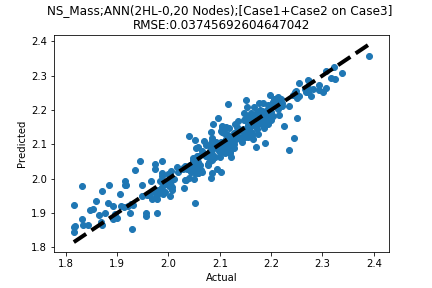 NS_Mass;ANN(2HL-0,20 Nodes);[Case1+Case2 on Case3]
RMSE:0.03745692604647042
2.4
2.3
2.2
2.1
2.0
1.9
1.8
Predicted
1.8 1.9 2.0 2.1 2.2 2.3 2.4
Actual